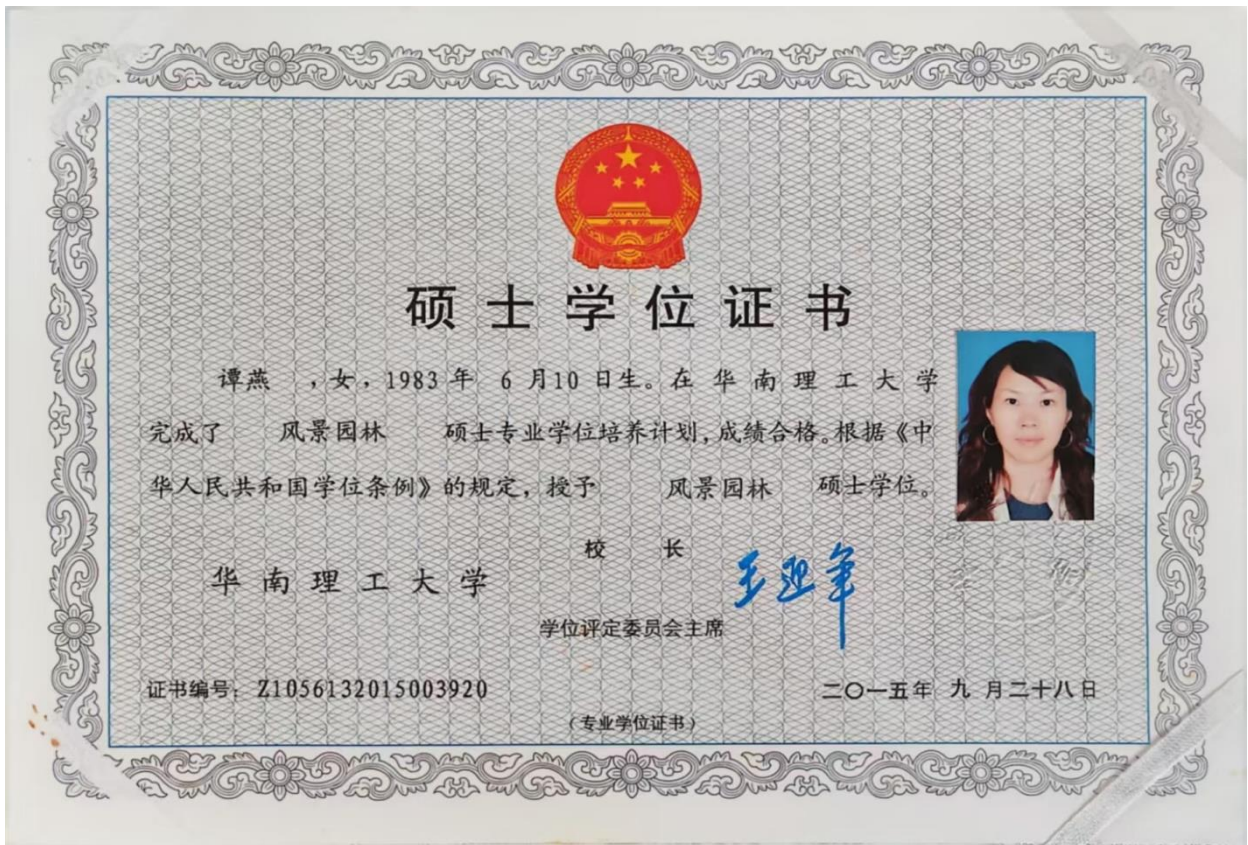 硕士学位证书
谭燕 ,女,1983年 6月10日生。在华南理工大学
完成了 风景园林 硕士专业学位培养计划,成绩合格。根据《中
华人民共和国学位条例》的规定,授予 风景园林 硕士学位。
校 长
华南理工大学
学位评定委员会主席
证书编号:Z1056132015003920
二〇一五年 九 月二十八日
(专业学位证书)